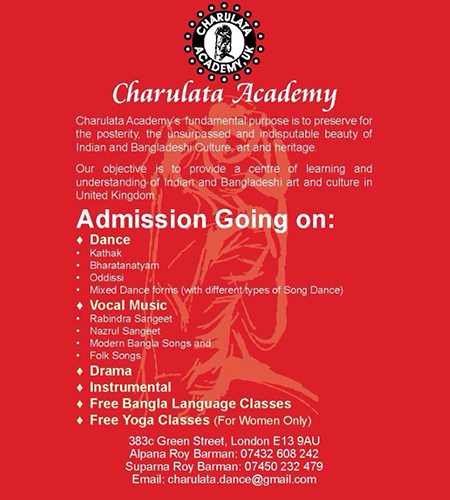 CHARULATA
ACADEMY.UK
Charulata Academy
Charulata Academy's fundamental purpose is to preserve for
the posterity, the unsurpassed and indisputable beauty of
Indian and Bangladeshi Culture, art and heritage.
Our objective is to provide a centre of learning and
understanding of Indian and Bangladeshi art and culture in
United Kingdom.
Admission Going on:
♦ Dance
• Kathak
• Bharatanatyam
• Oddissi
• Mixed Dance forms (with different types of Song Dance)
♦ Vocal Music
• Rabindra Sangeet
• Nazrul Sangeet
• Modern Bangla Songs and
• Folk Songs
♦ Drama
♦ Instrumental
♦ Free Bangla Language Classes
♦ Free Yoga Classes (For Women Only)
383c Green Street, London E13 9AU
Alpana Roy Barman: 07432 608 242
Suparna Roy Barman: 07450 232 479
Email: charulata.dance@gmail.com